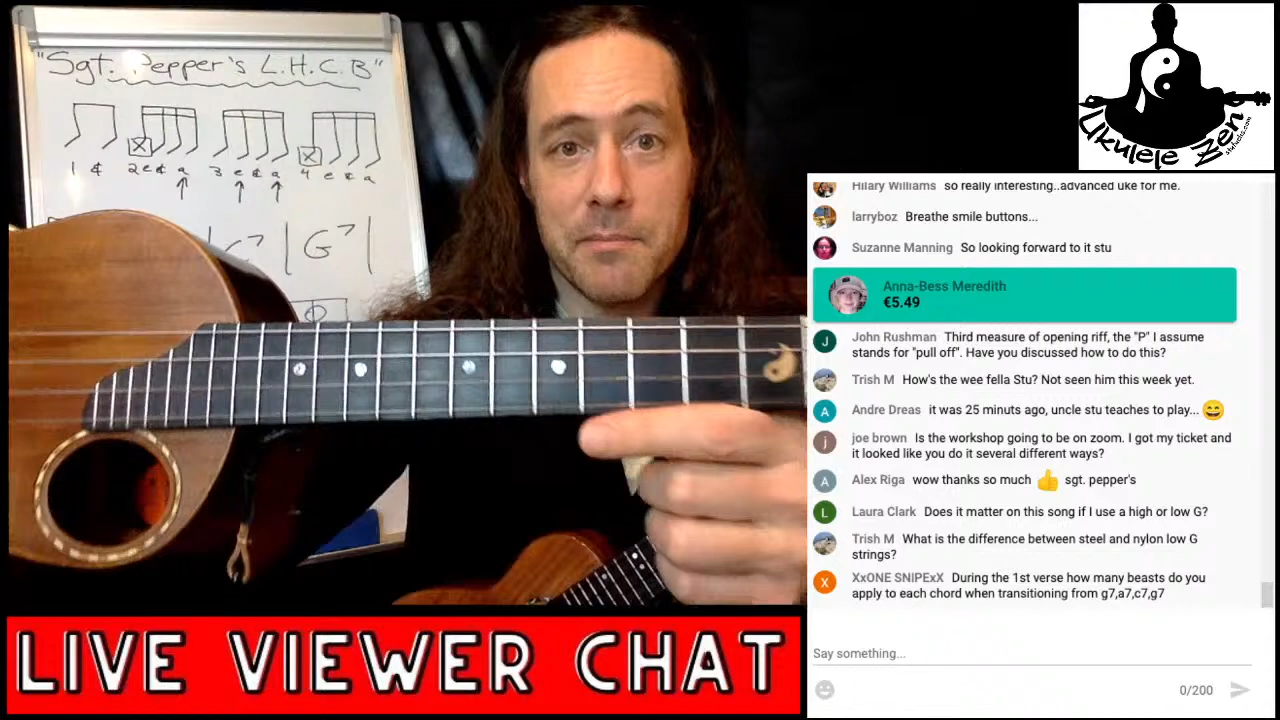 "Sgt. Pepper's L.H.C.B"
1 & 2 e & a 3 e & a 4 e & a
| C7 | G7 |
Ukulele Zen
Hilary Williams so really interesting..advanced uke for me.
larryboz Breathe smile buttons...
Suzanne Manning So looking forward to it stu
Anna-Bess Meredith
€5.49
John Rushman Third measure of opening riff, the "P" I assume
stands for "pull off". Have you discussed how to do this?
Trish M How's the wee fella Stu? Not seen him this week yet.
Andre Dreas it was 25 minuts ago, uncle stu teaches to play... 😄
joe brown Is the workshop going to be on zoom. I got my ticket and
it looked like you do it several different ways?
Alex Riga wow thanks so much 👍 sgt. pepper's
Laura Clark Does it matter on this song if I use a high or low G?
Trish M What is the difference between steel and nylon low G
strings?
XxONE SNIPExX During the 1st verse how many beasts do you
apply to each chord when transitioning from g7,a7,c7,g7
Say something...
0/200
LIVE VIEWER CHAT